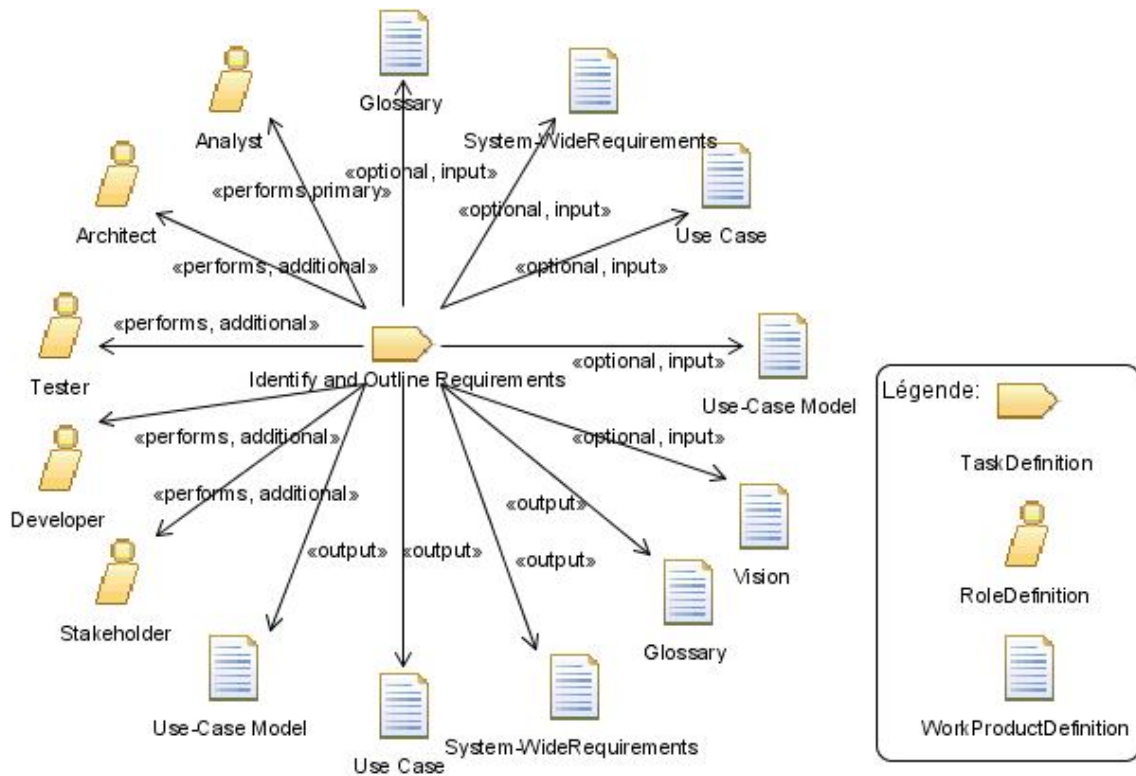 Glossary
Analyst
System-WideRequirements
«optional, input»
«performs,primary»
«optional, input»
Architect
Use Case
«performs, additional»
«optional, input»
«performs, additional»
«optional, input»
Tester
Identify and Outline Requirements
Use-Case Model
Légende:
«performs, additional»
«optional, input»
TaskDefinition
«performs, additional»
«output»
Developer
«output»
«output»
«output»
Vision
RoleDefinition
Stakeholder
Glossary
Use-Case Model
System-WideRequirements
WorkProductDefinition
Use Case